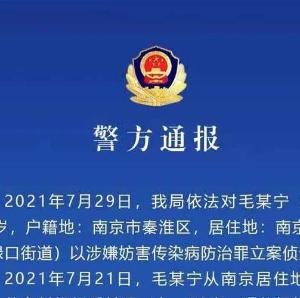 警方通报
2021年7月29日，我局依法对毛某宁
岁，户籍地：南京市秦淮区，居住地：南京
禄口街道）以涉嫌妨害传染病防治罪立案侦
2021年7月21日，毛某宁从南京居住地